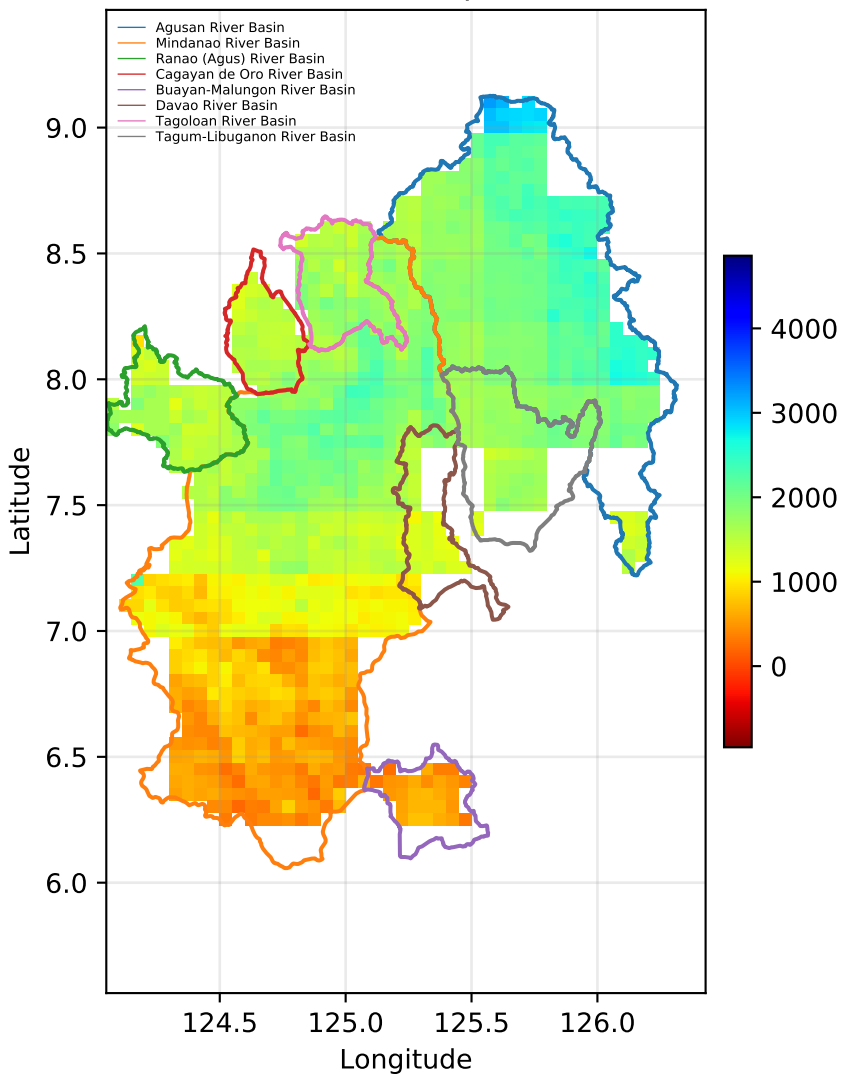 Agusan River Basin
Mindanao River Basin
Ranao (Agus) River Basin
Cagayan de Oro River Basin
Buayan-Malungon River Basin
Davao River Basin
Tagoloan River Basin
Tagum-Libuganon River Basin
9.0
8.5
8.0
7.5
7.0
6.5
6.0
Latitude
124.5 125.0 125.5 126.0
Longitude
4000
3000
2000
1000
0